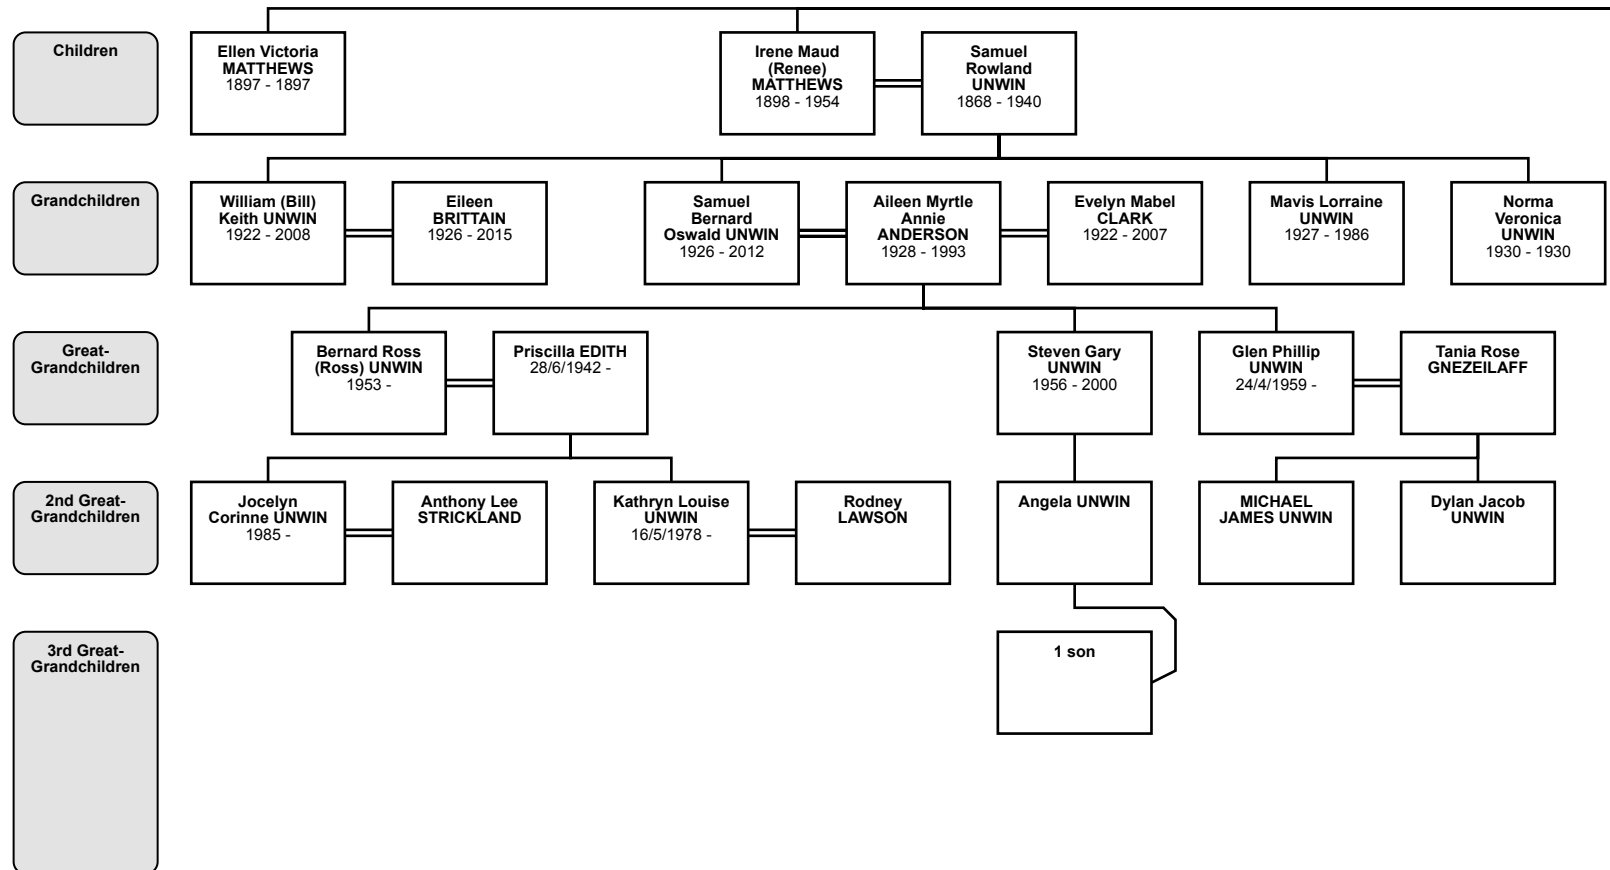 Children
Ellen Victoria
MATTHEWS
1897 - 1897
Irene Maud
(Renee)
MATTHEWS
1898 - 1954
Samuel
Rowland
UNWIN
1868 - 1940
Grandchildren
William (Bill)
Keith UNWIN
1922 - 2008
Eileen
BRITTAIN
1926 - 2015
Samuel
Bernard
Oswald UNWIN
1926 - 2012
Aileen Myrtle
Annie
ANDERSON
1928 - 1993
Evelyn Mabel
CLARK
1922 - 2007
Mavis Lorraine
UNWIN
1927 - 1986
Norma
Veronica
UNWIN
1930 - 1930
Great-
Grandchildren
Bernard Ross
(Ross) UNWIN
1953 -
Priscilla EDITH
28/6/1942 -
Steven Gary
UNWIN
1956 - 2000
Glen Phillip
UNWIN
24/4/1959 -
Tania Rose
GNEZEILAFF
2nd Great-
Grandchildren
Jocelyn
Corinne UNWIN
1985 -
Anthony Lee
STRICKLAND
Kathryn Louise
UNWIN
16/5/1978 -
Rodney
LAWSON
Angela UNWIN
MICHAEL
JAMES UNWIN
Dylan Jacob
UNWIN
3rd Great-
Grandchildren
1 son